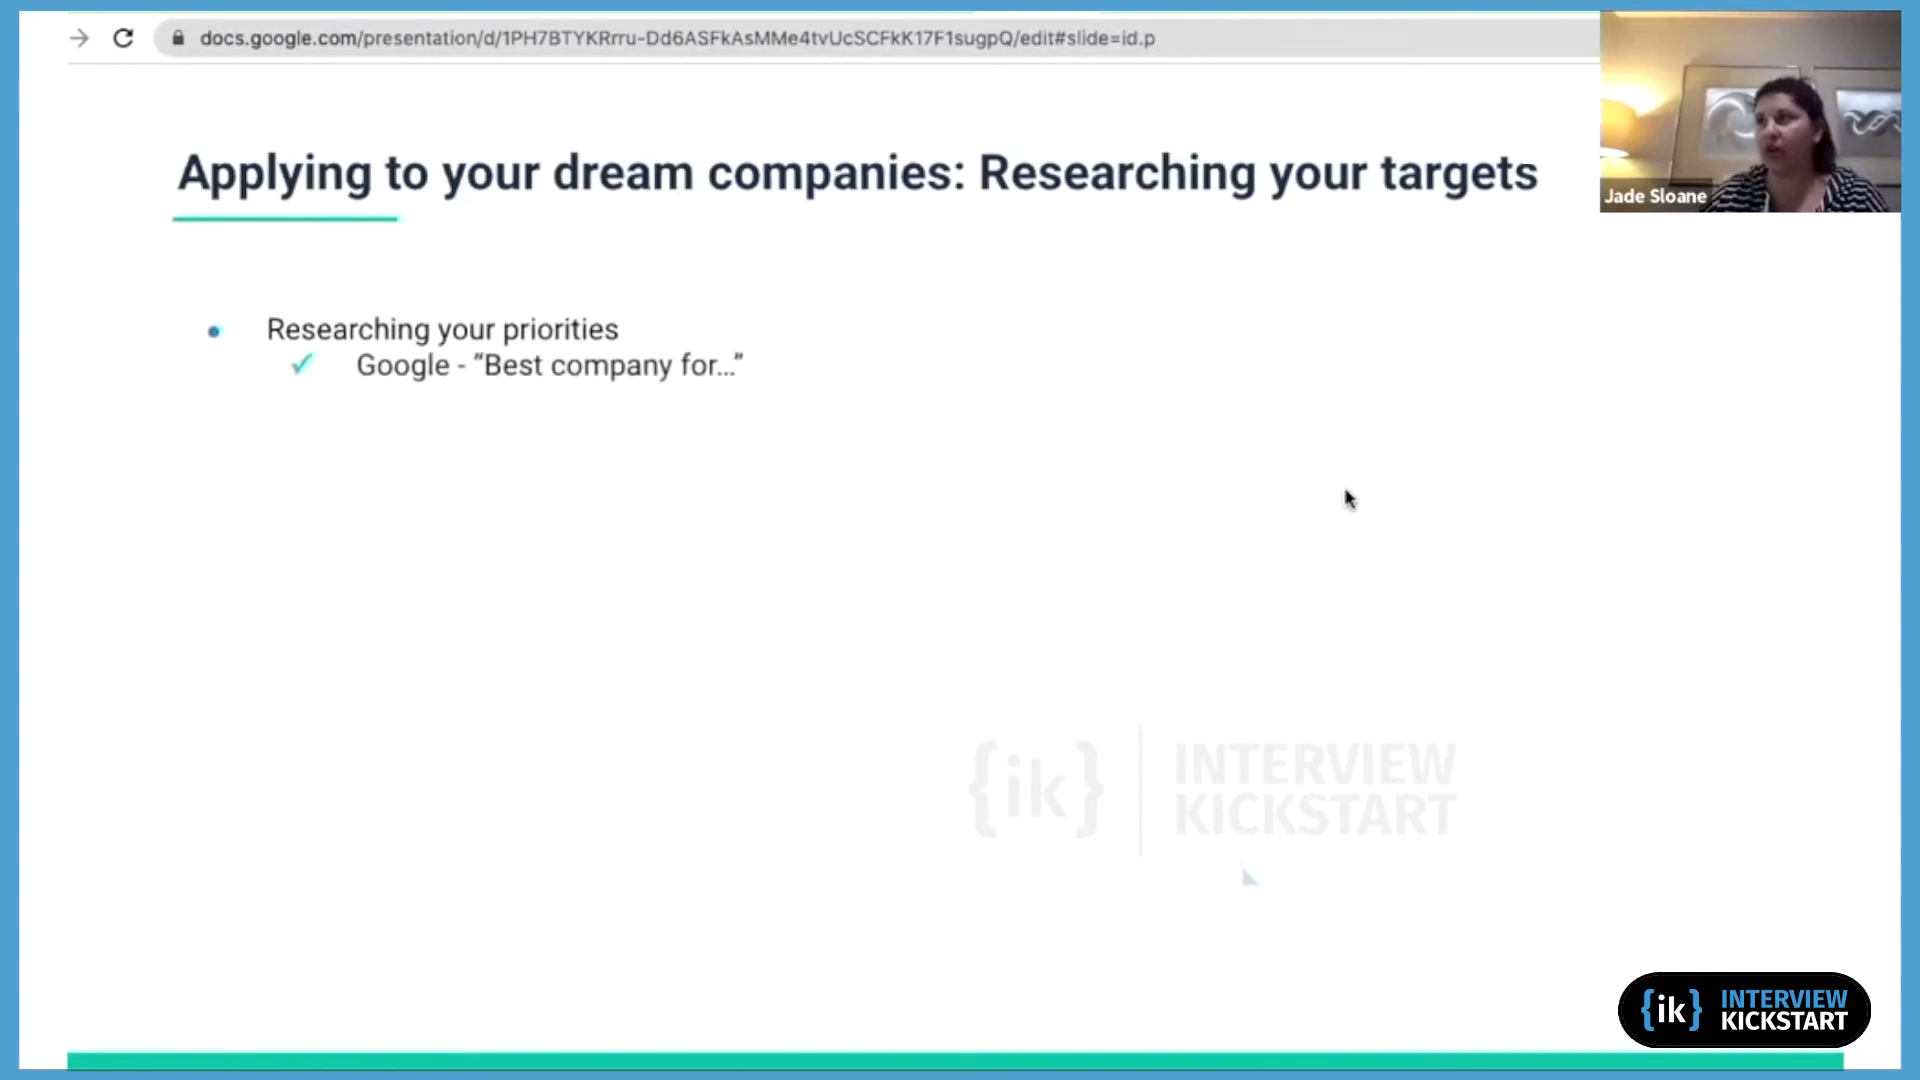 docs.google.com/presentation/d/1PH7BTYKRrru-Dd6ASFkAsMMe4tvUcSCFkK17F1sugpQ/edit#slide=id.p
Jade Sloane
Applying to your dream companies: Researching your targets
Researching your priorities
Google - “Best company for...”
{ik} INTERVIEW
KICKSTART
{ik} INTERVIEW
KICKSTART